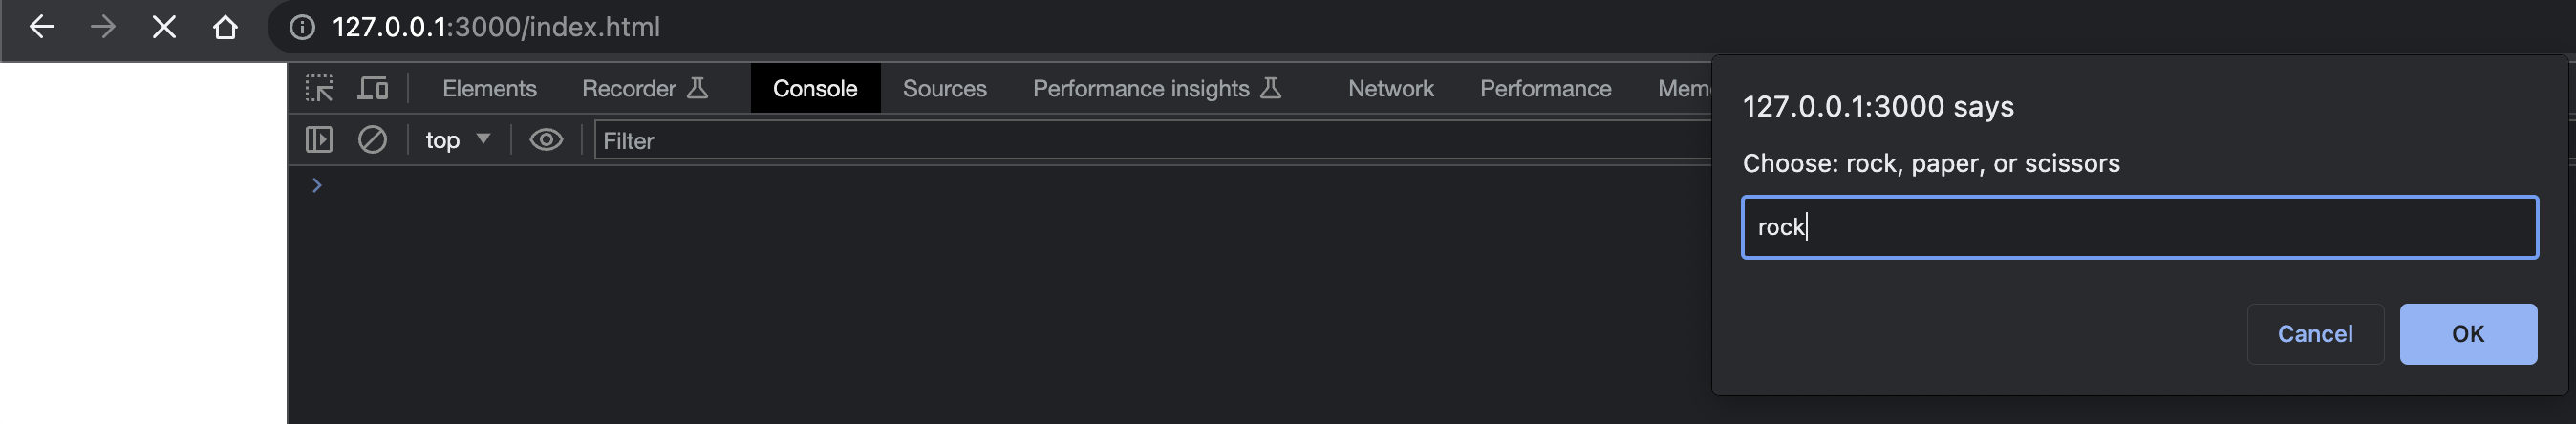 127.0.0.1:3000/index.html
Elements Recorder Console Sources Performance insights Network Performance
top Filter
127.0.0.1:3000 says
Choose: rock, paper, or scissors
rock
Cancel OK